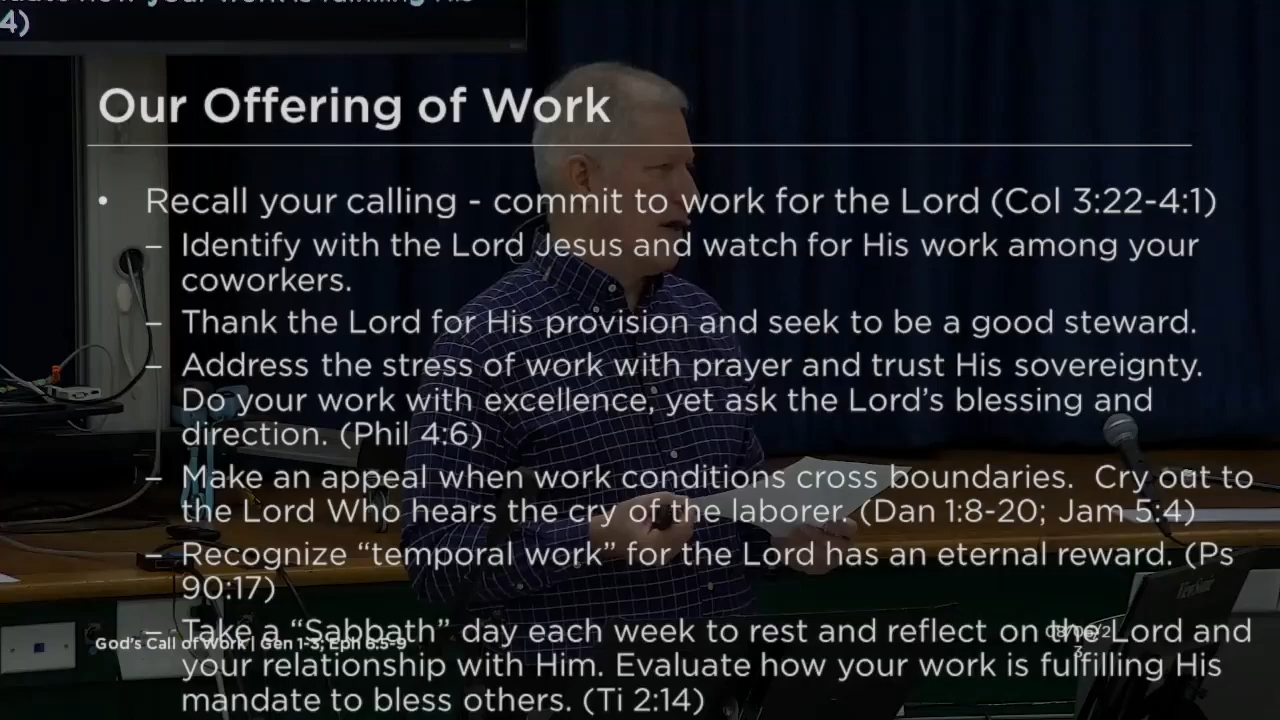 4)
Our Offering of Work
• Recall your calling - commit to work for the Lord (Col 3:22-4:1)
– Identify with the Lord Jesus and watch for His work among your
coworkers.
– Thank the Lord for His provision and seek to be a good steward.
– Address the stress of work with prayer and trust His sovereignty.
Do your work with excellence, yet ask the Lord’s blessing and
direction. (Phil 4:6)
– Make an appeal when work conditions cross boundaries.  Cry out to
the Lord Who hears the cry of the laborer. (Dan 1:8-20; Jam 5:4)
– Recognize “temporal work” for the Lord has an eternal reward. (Ps
90:17)
– Take a “Sabbath” day each week to rest and reflect on the Lord and
your relationship with Him. Evaluate how your work is fulfilling His
mandate to bless others. (Ti 2:14)
God’s Call of Work | Gen 1-3; Eph 6:5-9
08/06/2
3
ViewSonic